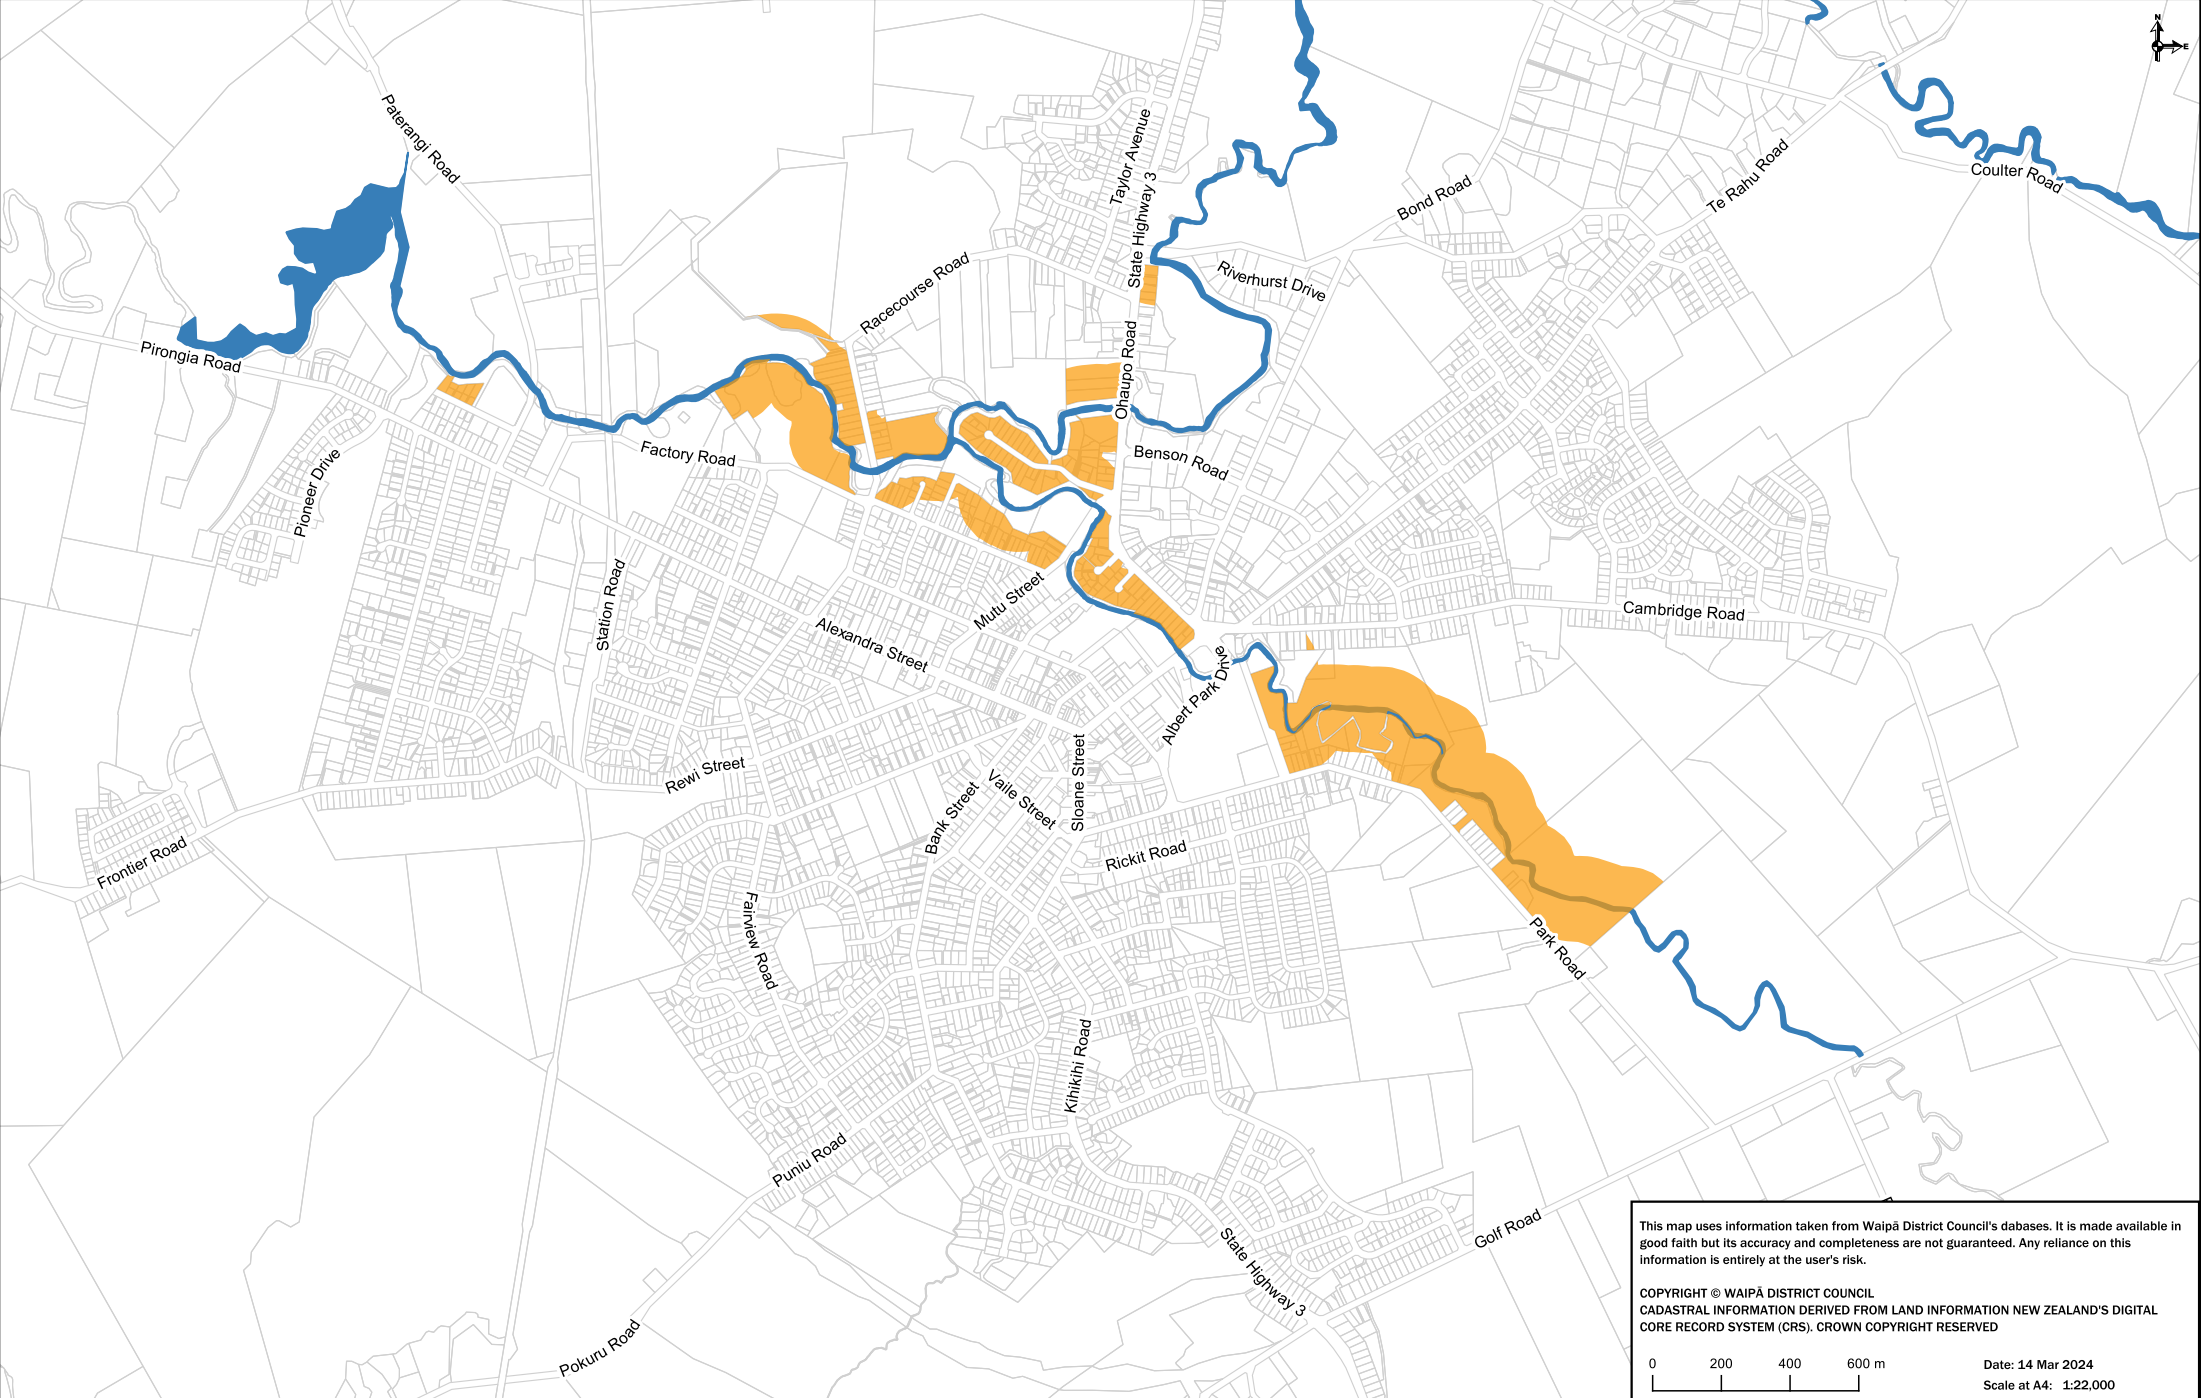 N
E
Paterangi Road
Taylor Avenue
State Highway 3
Bond Road
Te Rahu Road
Coulter Road
Racecourse Road
Riverhurst Drive
Pirongia Road
Ohaupo Road
Factory Road
Benson Road
Pioneer Drive
Station Road
Mutu Street
Cambridge Road
Alexandra Street
Albert Park Drive
Rewi Street
Sloane Street
Vaile Street
Bank Street
Rickit Road
Frontier Road
Fairview Road
Park Road
Kihikihi Road
Puniu Road
Golf Road
State Highway 3
Pokuru Road
This map uses information taken from Waipā District Council's dabases. It is made available in
good faith but its accuracy and completeness are not guaranteed. Any reliance on this
information is entirely at the user's risk.
COPYRIGHT © WAIPĀ DISTRICT COUNCIL
CADASTRAL INFORMATION DERIVED FROM LAND INFORMATION NEW ZEALAND'S DIGITAL
CORE RECORD SYSTEM (CRS). CROWN COPYRIGHT RESERVED
0 200 400 600 m
Date: 14 Mar 2024
Scale at A4: 1:22,000